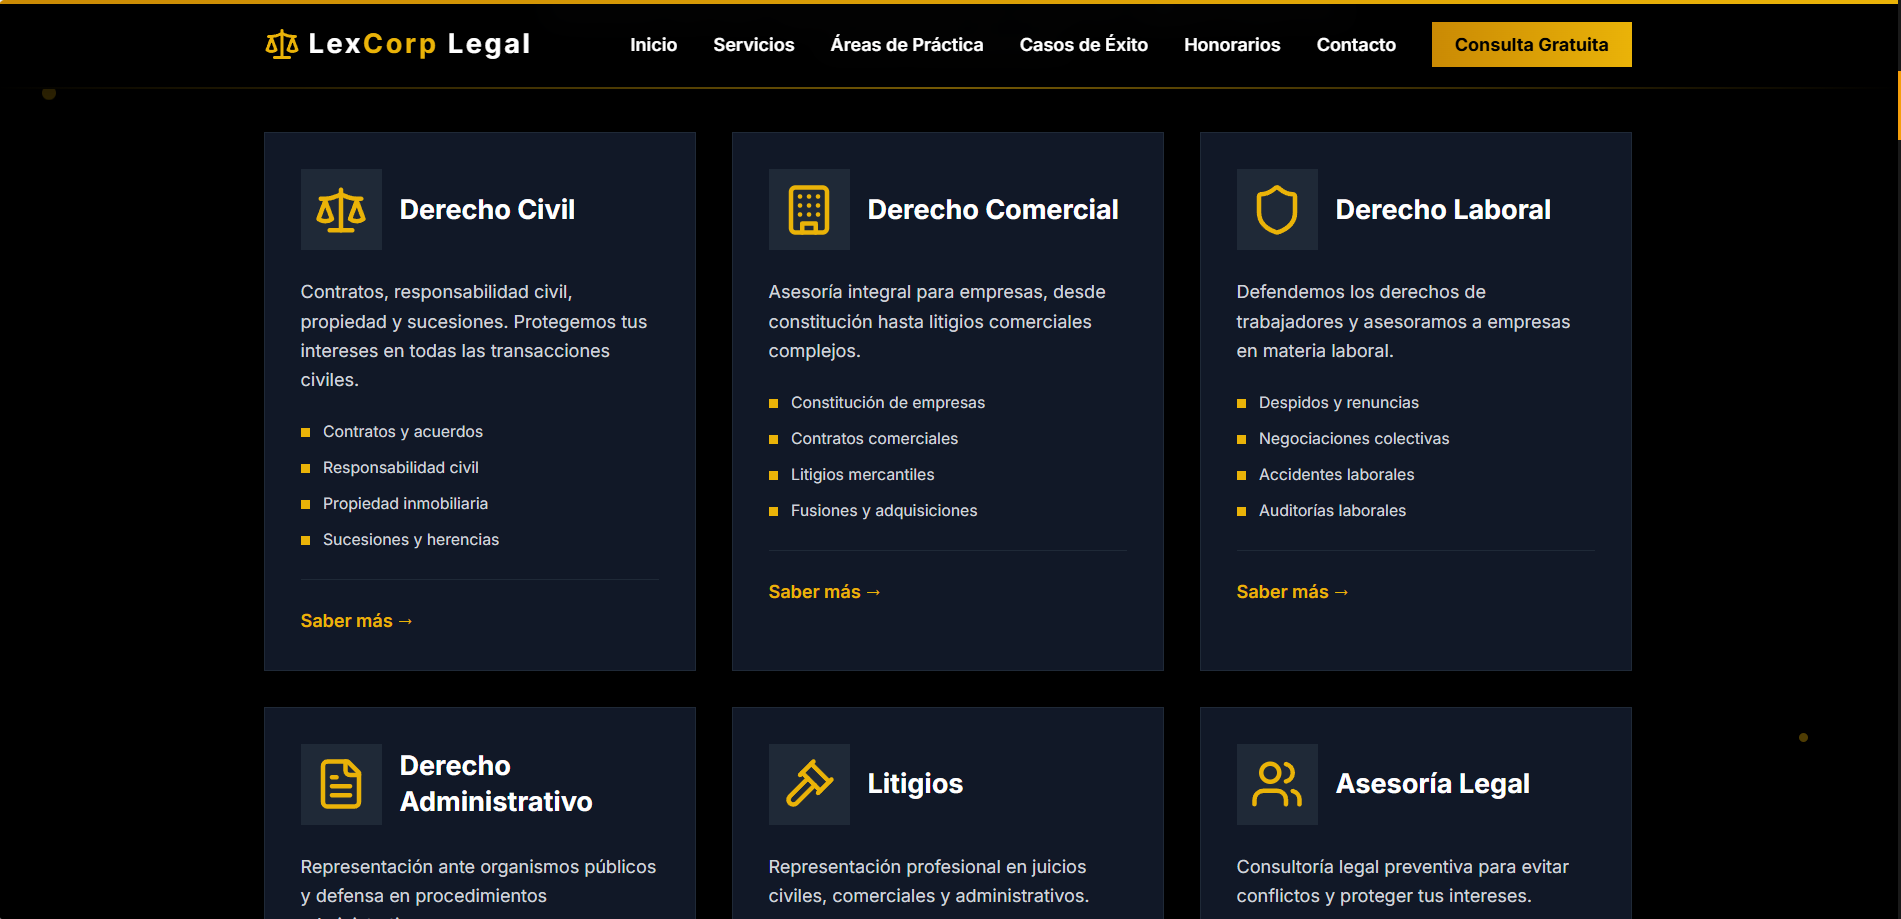 LexCorp Legal
Inicio
Servicios
Áreas de Práctica
Casos de Éxito
Honorarios
Contacto
Consulta Gratuita
Derecho Civil
Contratos, responsabilidad civil,
propiedad y sucesiones. Protegemos tus
intereses en todas las transacciones
civiles.
Contratos y acuerdos
Responsabilidad civil
Propiedad inmobiliaria
Sucesiones y herencias
Saber más →
Derecho Comercial
Asesoría integral para empresas, desde
constitución hasta litigios comerciales
complejos.
Constitución de empresas
Contratos comerciales
Litigios mercantiles
Fusiones y adquisiciones
Saber más →
Derecho Laboral
Defendemos los derechos de
trabajadores y asesoramos a empresas
en materia laboral.
Despidos y renuncias
Negociaciones colectivas
Accidentes laborales
Auditorías laborales
Saber más →
Derecho
Administrativo
Representación ante organismos públicos
y defensa en procedimientos
Litigios
Representación profesional en juicios
civiles, comerciales y administrativos.
Asesoría Legal
Consultoría legal preventiva para evitar
conflictos y proteger tus intereses.